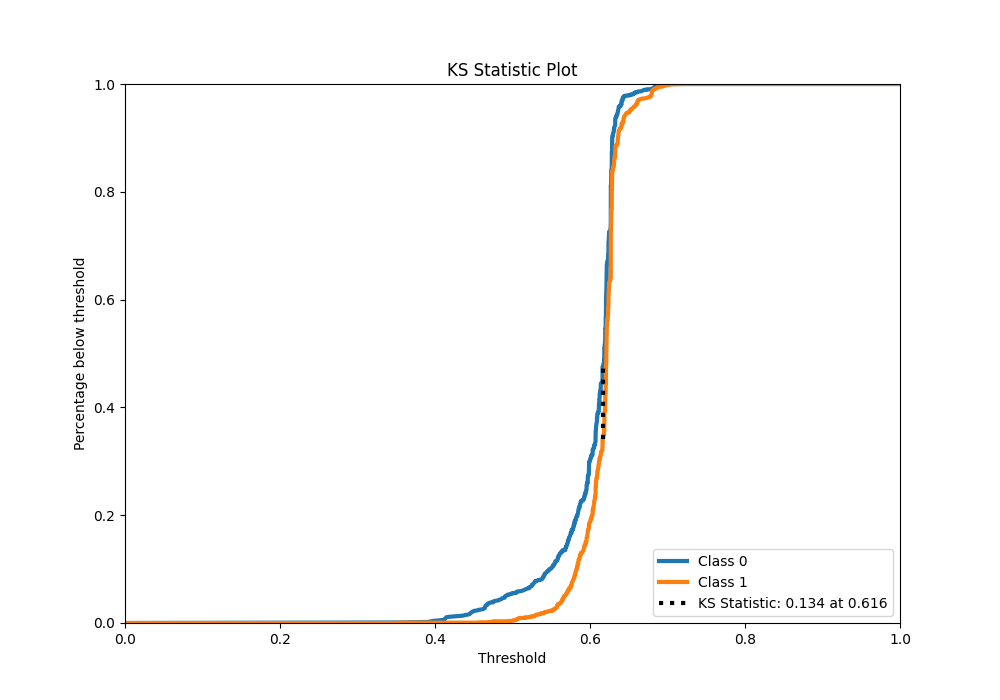 KS Statistic Plot
Percentage below threshold
1.0
0.8
0.6
0.4
0.2
0.0
0.0 0.2 0.4 0.6 0.8 1.0
Threshold
Class 0
Class 1
KS Statistic: 0.134 at 0.616